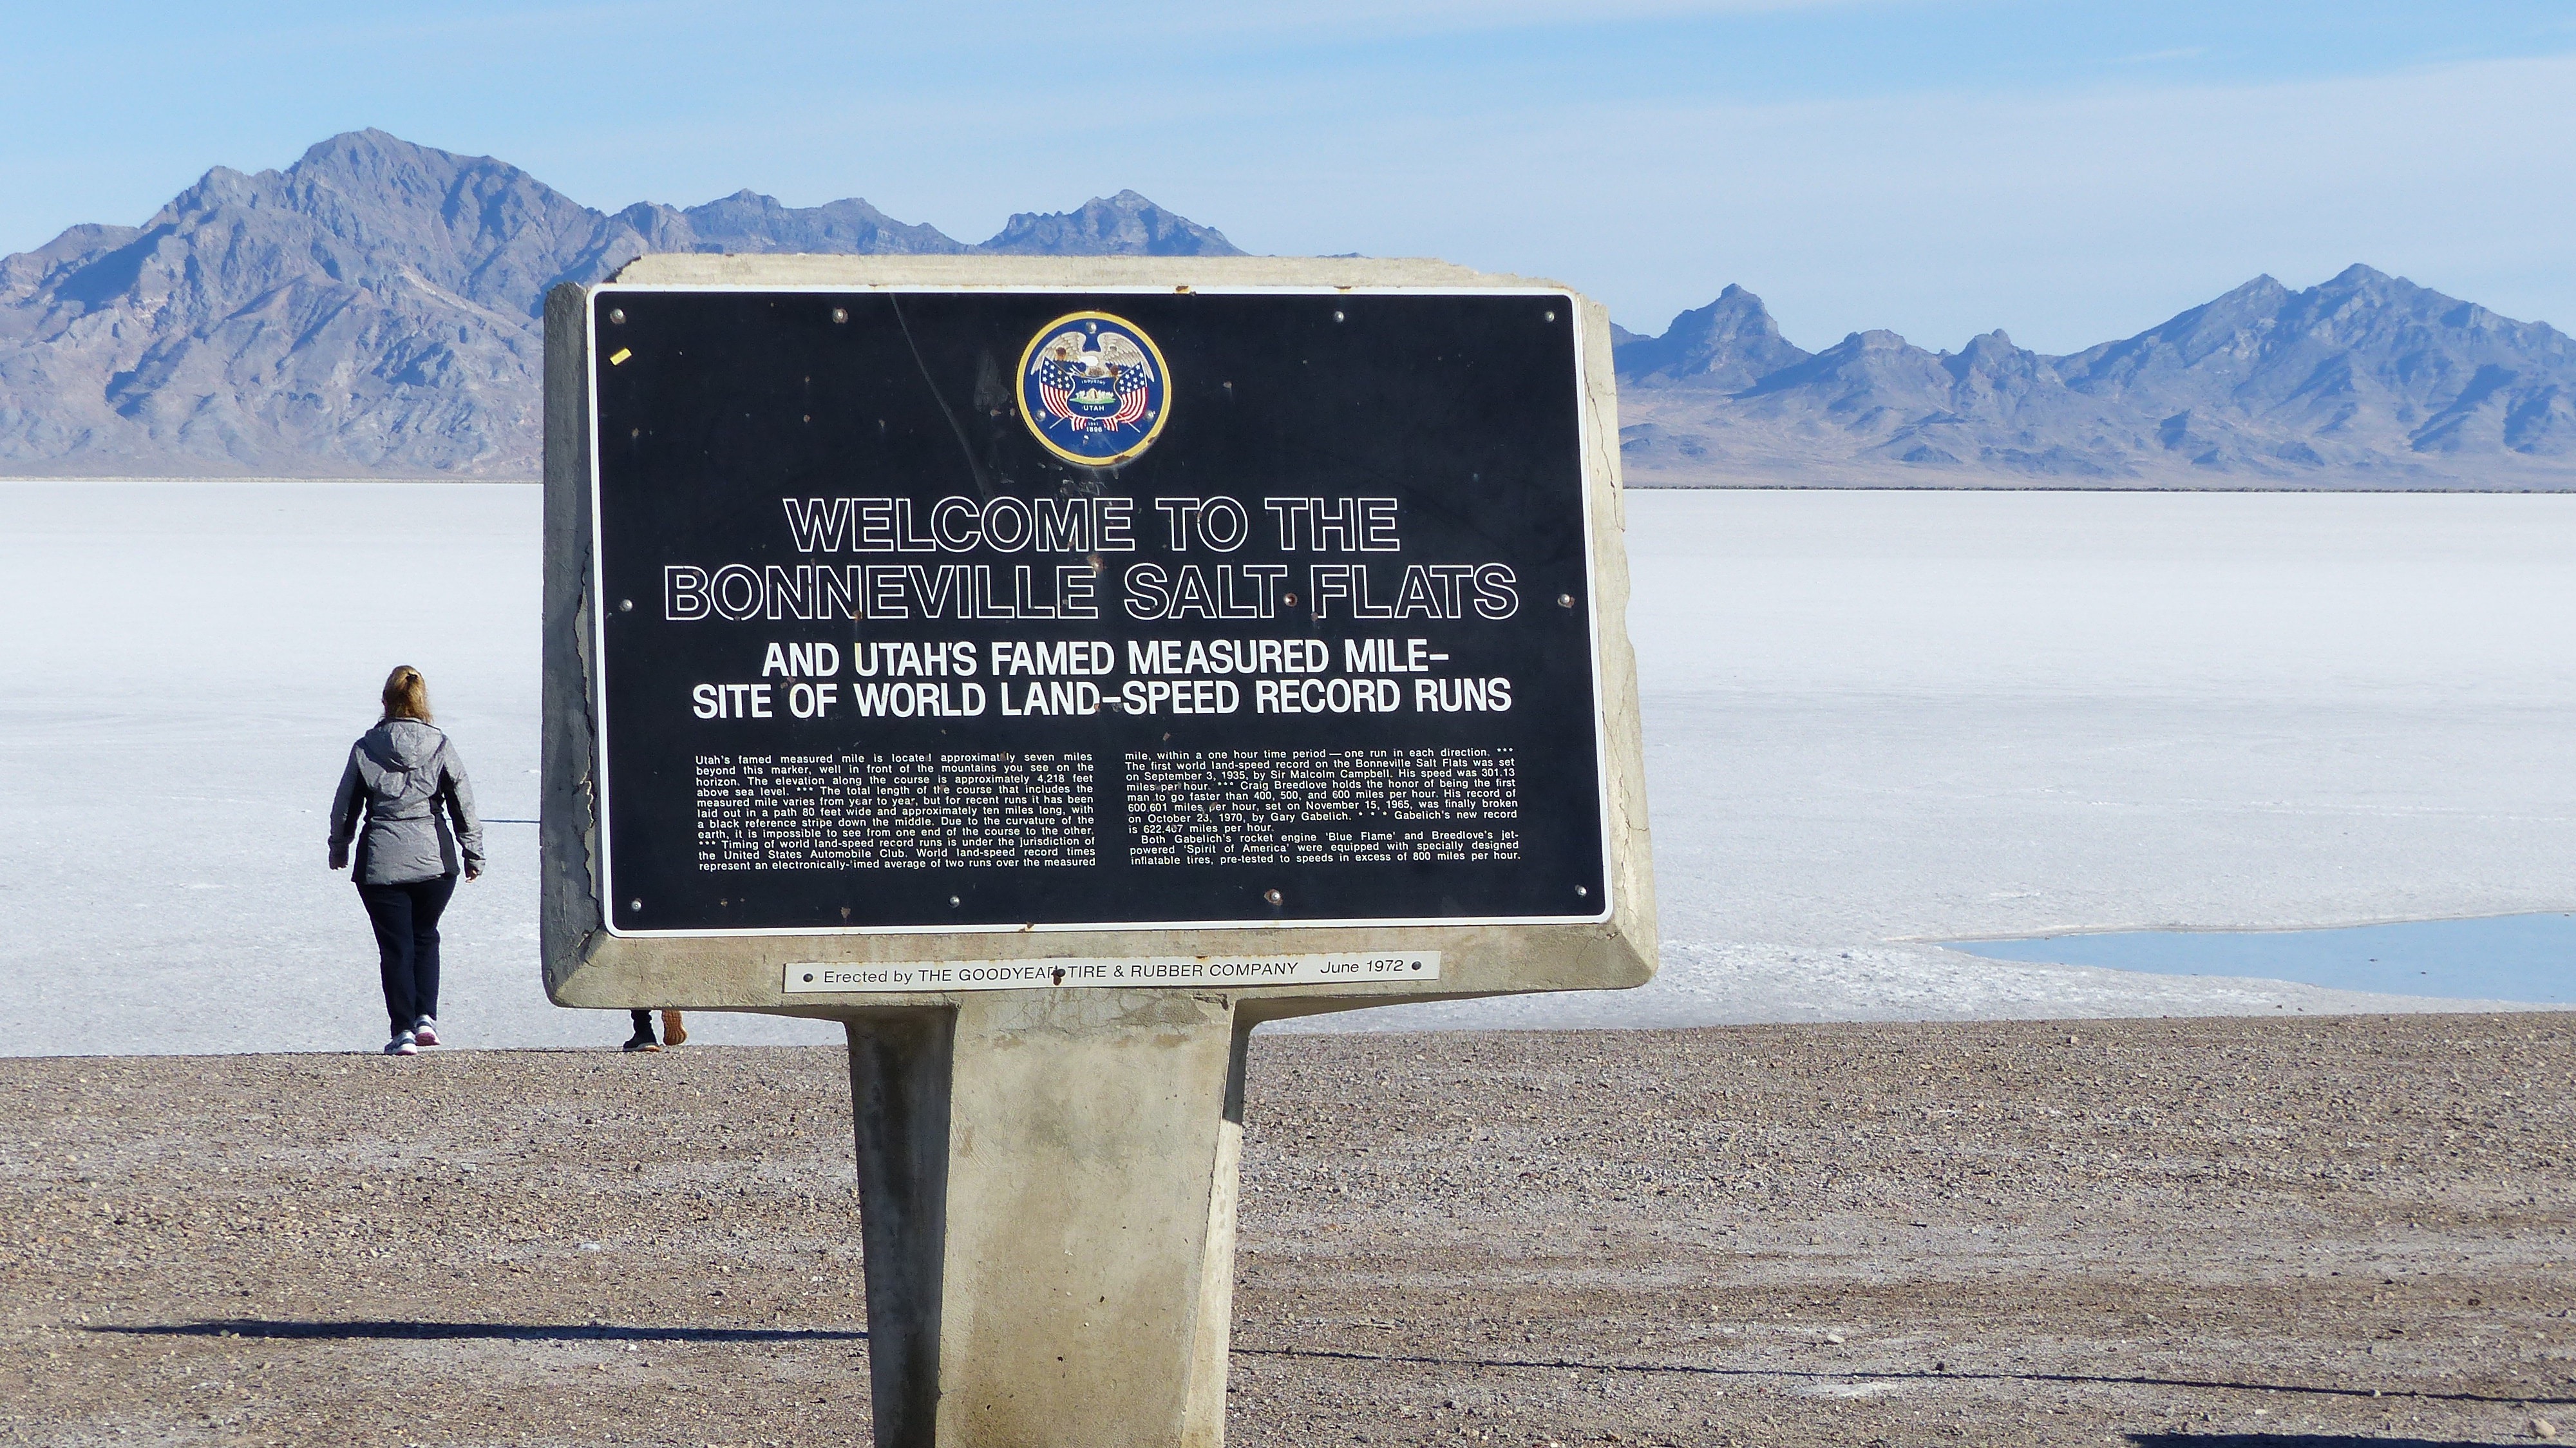 INDUSTRY
UTAH
1847
1896
WELCOME TO THE
BONNEVILLE SALT FLATS
AND UTAH'S FAMED MEASURED MILE–
SITE OF WORLD LAND–SPEED RECORD RUNS
Utah's famed measured mile is located approximately seven miles
beyond this marker, well in front of the mountains you see on the
horizon. The elevation along the course is approximately 4,218 feet
above sea level. *** The total length of the course that includes the
measured mile varies from year to year, but for recent runs it has been
laid out in a path 80 feet wide and approximately ten miles long, with
a black reference stripe down the middle. Due to the curvature of the
earth, it is impossible to see from one end of the course to the other.
*** Timing of world land-speed record runs is under the jurisdiction of
the United States Automobile Club. World land-speed record times
represent an electronically-timed average of two runs over the measured
mile, within a one hour time period — one run in each direction. ***
The first world land-speed record on the Bonneville Salt Flats was set
on September 3, 1935, by Sir Malcolm Campbell. His speed was 301.13
miles per hour. *** Craig Breedlove holds the honor of being the first
man to go faster than 400, 500, and 600 miles per hour. His record of
600.601 miles per hour, set on November 15, 1965, was finally broken
on October 23, 1970, by Gary Gabelich. * * * Gabelich's new record
is 622.407 miles per hour.
Both Gabelich's rocket engine 'Blue Flame' and Breedlove's jet-
powered 'Spirit of America' were equipped with specially designed
inflatable tires, pre-tested to speeds in excess of 800 miles per hour.
Erected by THE GOODYEAR TIRE & RUBBER COMPANY June 1972